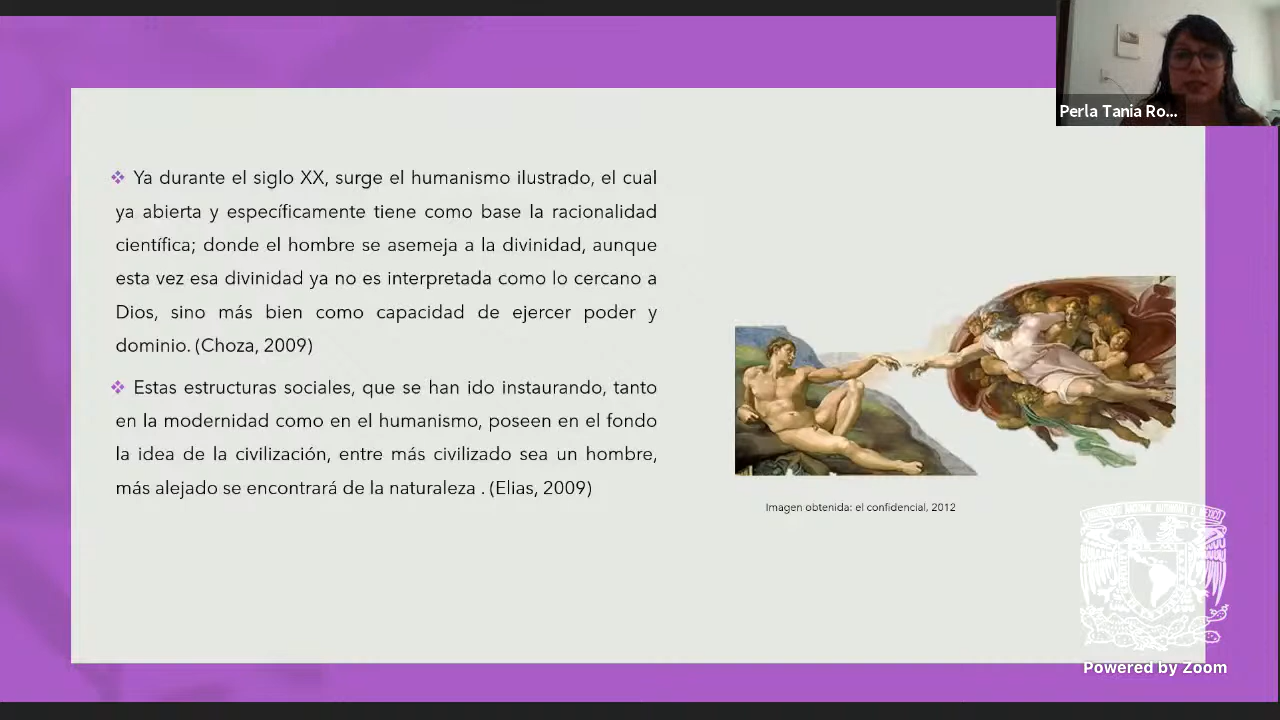 Perla Tania Ro...
❖ Ya durante el siglo XX, surge el humanismo ilustrado, el cual
ya abierta y específicamente tiene como base la racionalidad
científica; donde el hombre se asemeja a la divinidad, aunque
esta vez esa divinidad ya no es interpretada como lo cercano a
Dios, sino más bien como capacidad de ejercer poder y
dominio. (Choza, 2009)
❖ Estas estructuras sociales, que se han ido instaurando, tanto
en la modernidad como en el humanismo, poseen en el fondo
la idea de la civilización, entre más civilizado sea un hombre,
más alejado se encontrará de la naturaleza . (Elias, 2009)
Imagen obtenida: el confidencial, 2012
Powered by Zoom